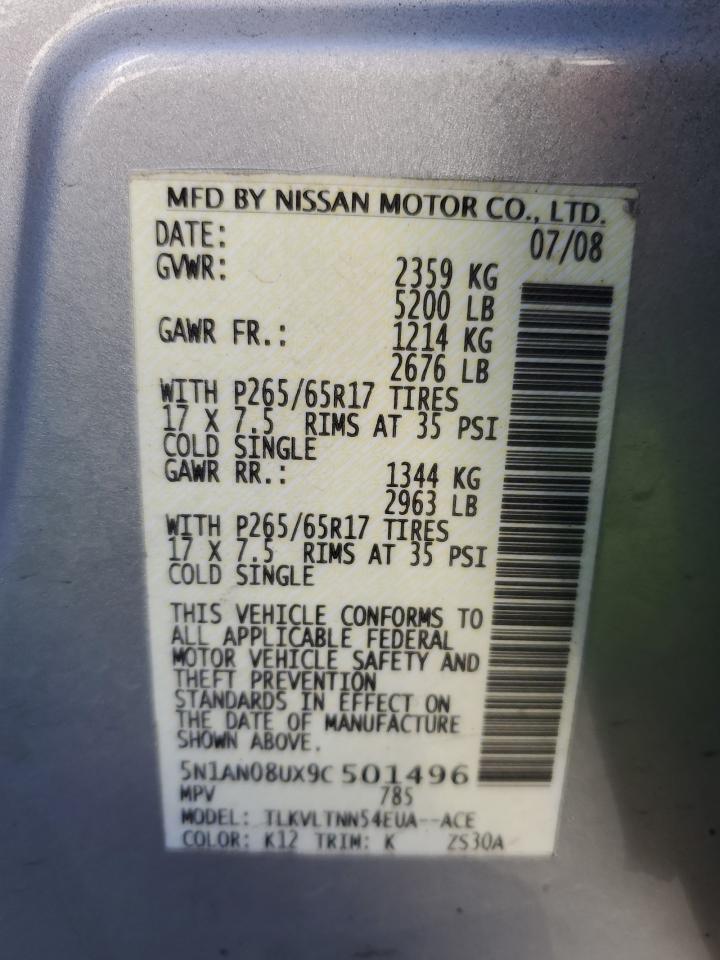 MFD BY NISSAN MOTOR CO., LTD.
DATE: 07/08
GVWR: 2359 KG
5200 LB
GAWR FR.: 1214 KG
2676 LB
WITH P265/65R17 TIRES
17 X 7.5 RIMS AT 35 PSI
COLD SINGLE
GAWR RR.: 1344 KG
2963 LB
WITH P265/65R17 TIRES
17 X 7.5 RIMS AT 35 PSI
COLD SINGLE
THIS VEHICLE CONFORMS TO
ALL APPLICABLE FEDERAL
MOTOR VEHICLE SAFETY AND
THEFT PREVENTION
STANDARDS IN EFFECT ON
THE DATE OF MANUFACTURE
SHOWN ABOVE.
5N1AN08UX9C 501496
MPV 785
MODEL: TLKVLTNN54EUA--ACE
COLOR: K12 TRIM: K ZS30A